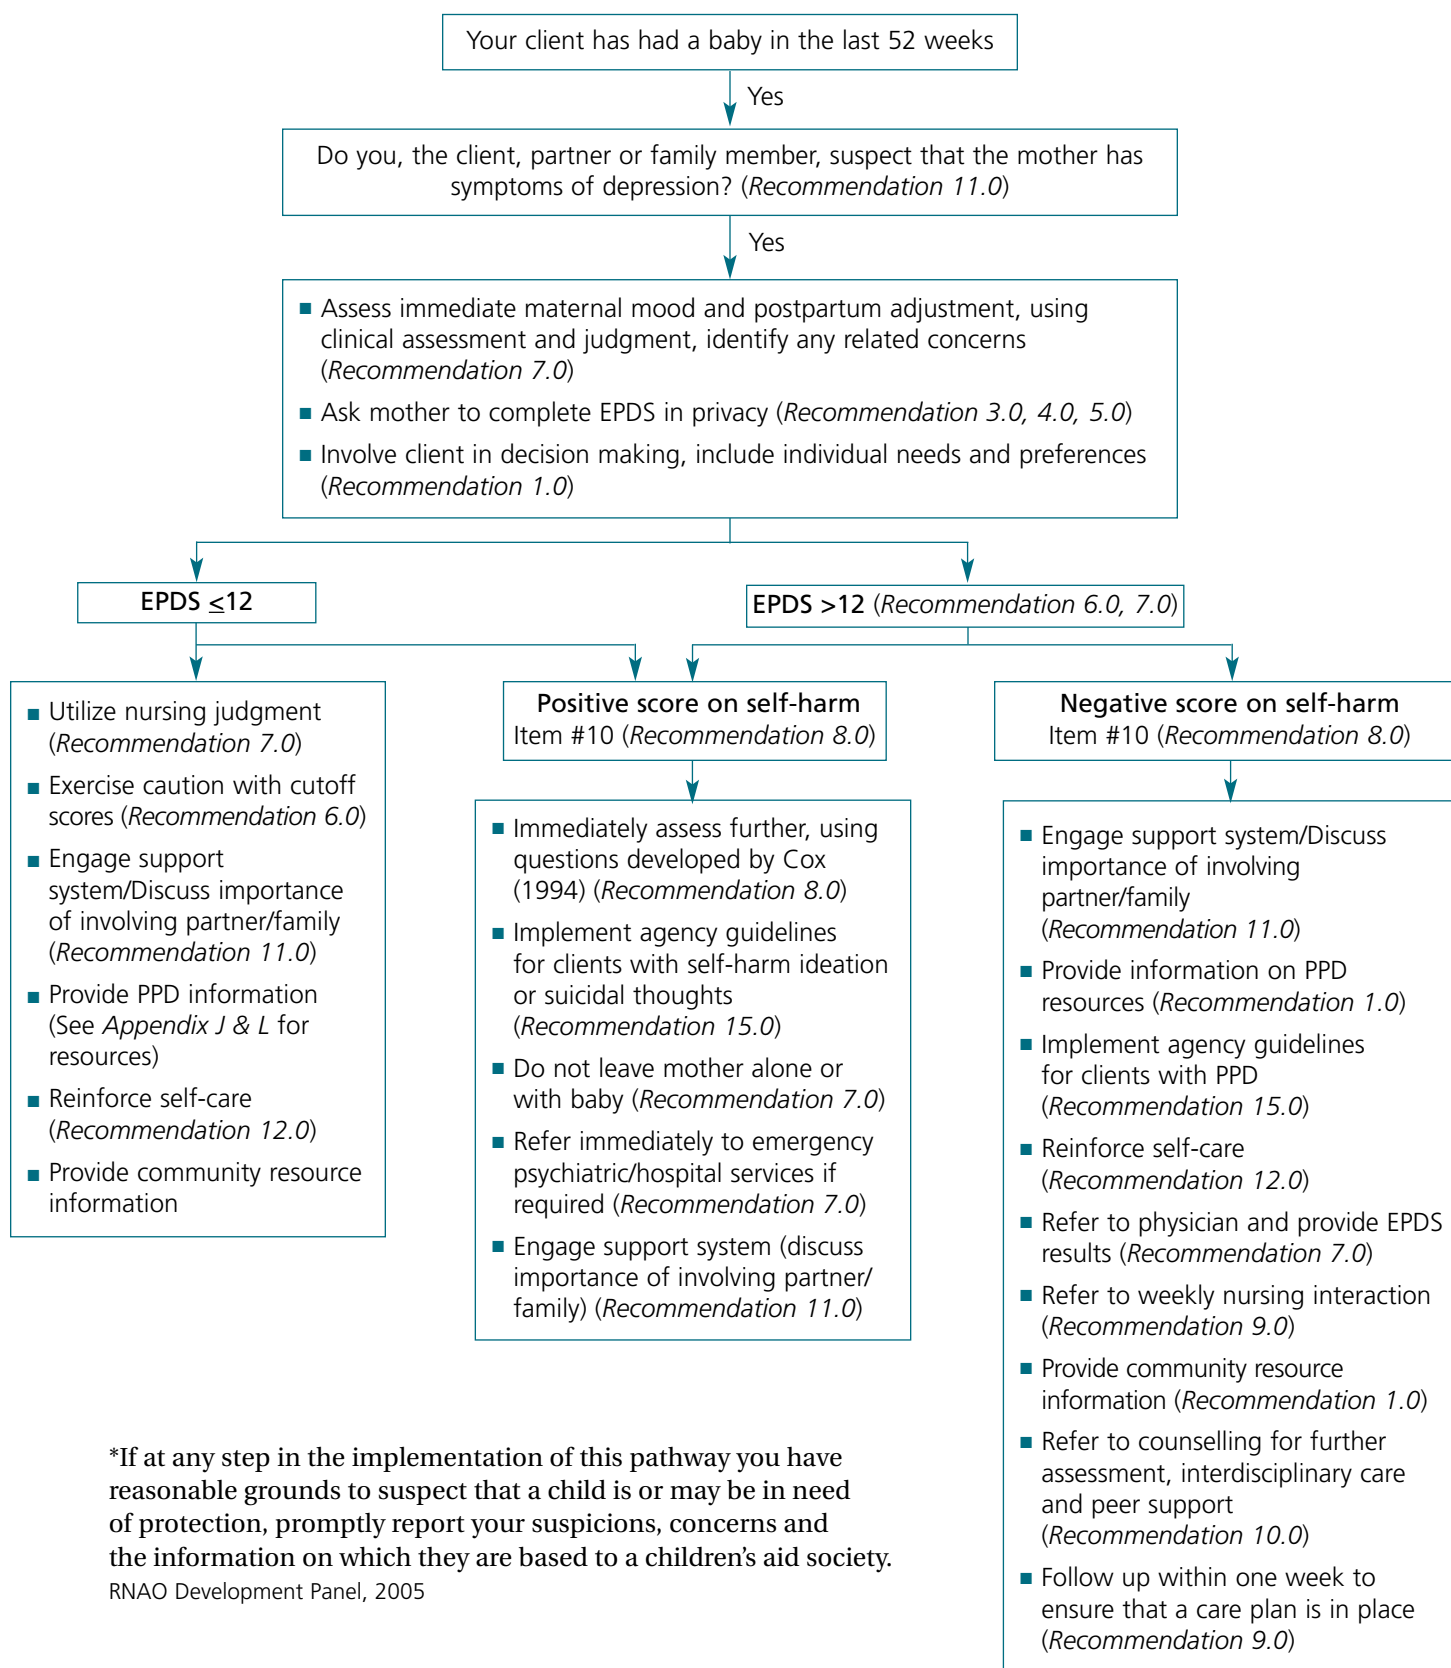 Your client has had a baby in the last 52 weeks
Yes
Do you, the client, partner or family member, suspect that the mother has
symptoms of depression? (Recommendation 11.0)
Yes
■ Assess immediate maternal mood and postpartum adjustment, using
clinical assessment and judgment, identify any related concerns
(Recommendation 7.0)
■ Ask mother to complete EPDS in privacy (Recommendation 3.0, 4.0, 5.0)
■ Involve client in decision making, include individual needs and preferences
(Recommendation 1.0)
EPDS ≤12
EPDS >12 (Recommendation 6.0, 7.0)
■ Utilize nursing judgment
(Recommendation 7.0)
■ Exercise caution with cutoff
scores (Recommendation 6.0)
■ Engage support
system/Discuss importance
of involving partner/family
(Recommendation 11.0)
■ Provide PPD information
(See Appendix J & L for
resources)
■ Reinforce self-care
(Recommendation 12.0)
■ Provide community resource
information
Positive score on self-harm
Item #10 (Recommendation 8.0)
■ Immediately assess further, using
questions developed by Cox
(1994) (Recommendation 8.0)
■ Implement agency guidelines
for clients with self-harm ideation
or suicidal thoughts
(Recommendation 15.0)
■ Do not leave mother alone or
with baby (Recommendation 7.0)
■ Refer immediately to emergency
psychiatric/hospital services if
required (Recommendation 7.0)
■ Engage support system (discuss
importance of involving partner/
family) (Recommendation 11.0)
Negative score on self-harm
Item #10 (Recommendation 8.0)
■ Engage support system/Discuss
importance of involving
partner/family
(Recommendation 11.0)
■ Provide information on PPD
resources (Recommendation 1.0)
■ Implement agency guidelines
for clients with PPD
(Recommendation 15.0)
■ Reinforce self-care
(Recommendation 12.0)
■ Refer to physician and provide EPDS
results (Recommendation 7.0)
■ Refer to weekly nursing interaction
(Recommendation 9.0)
■ Provide community resource
information (Recommendation 1.0)
■ Refer to counselling for further
assessment, interdisciplinary care
and peer support
(Recommendation 10.0)
■ Follow up within one week to
ensure that a care plan is in place
(Recommendation 9.0)
*If at any step in the implementation of this pathway you have
reasonable grounds to suspect that a child is or may be in need
of protection, promptly report your suspicions, concerns and
the information on which they are based to a children's aid society.
RNAO Development Panel, 2005